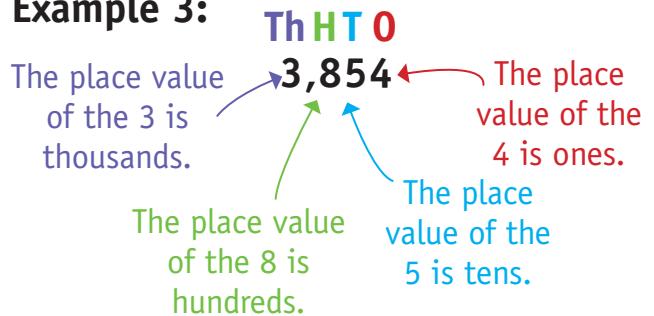 Example 3:
Th H T O
3,854
The place value
of the 3 is
thousands.
The place value
of the 8 is
hundreds.
The place
value of the
5 is tens.
The place
value of the
4 is ones.